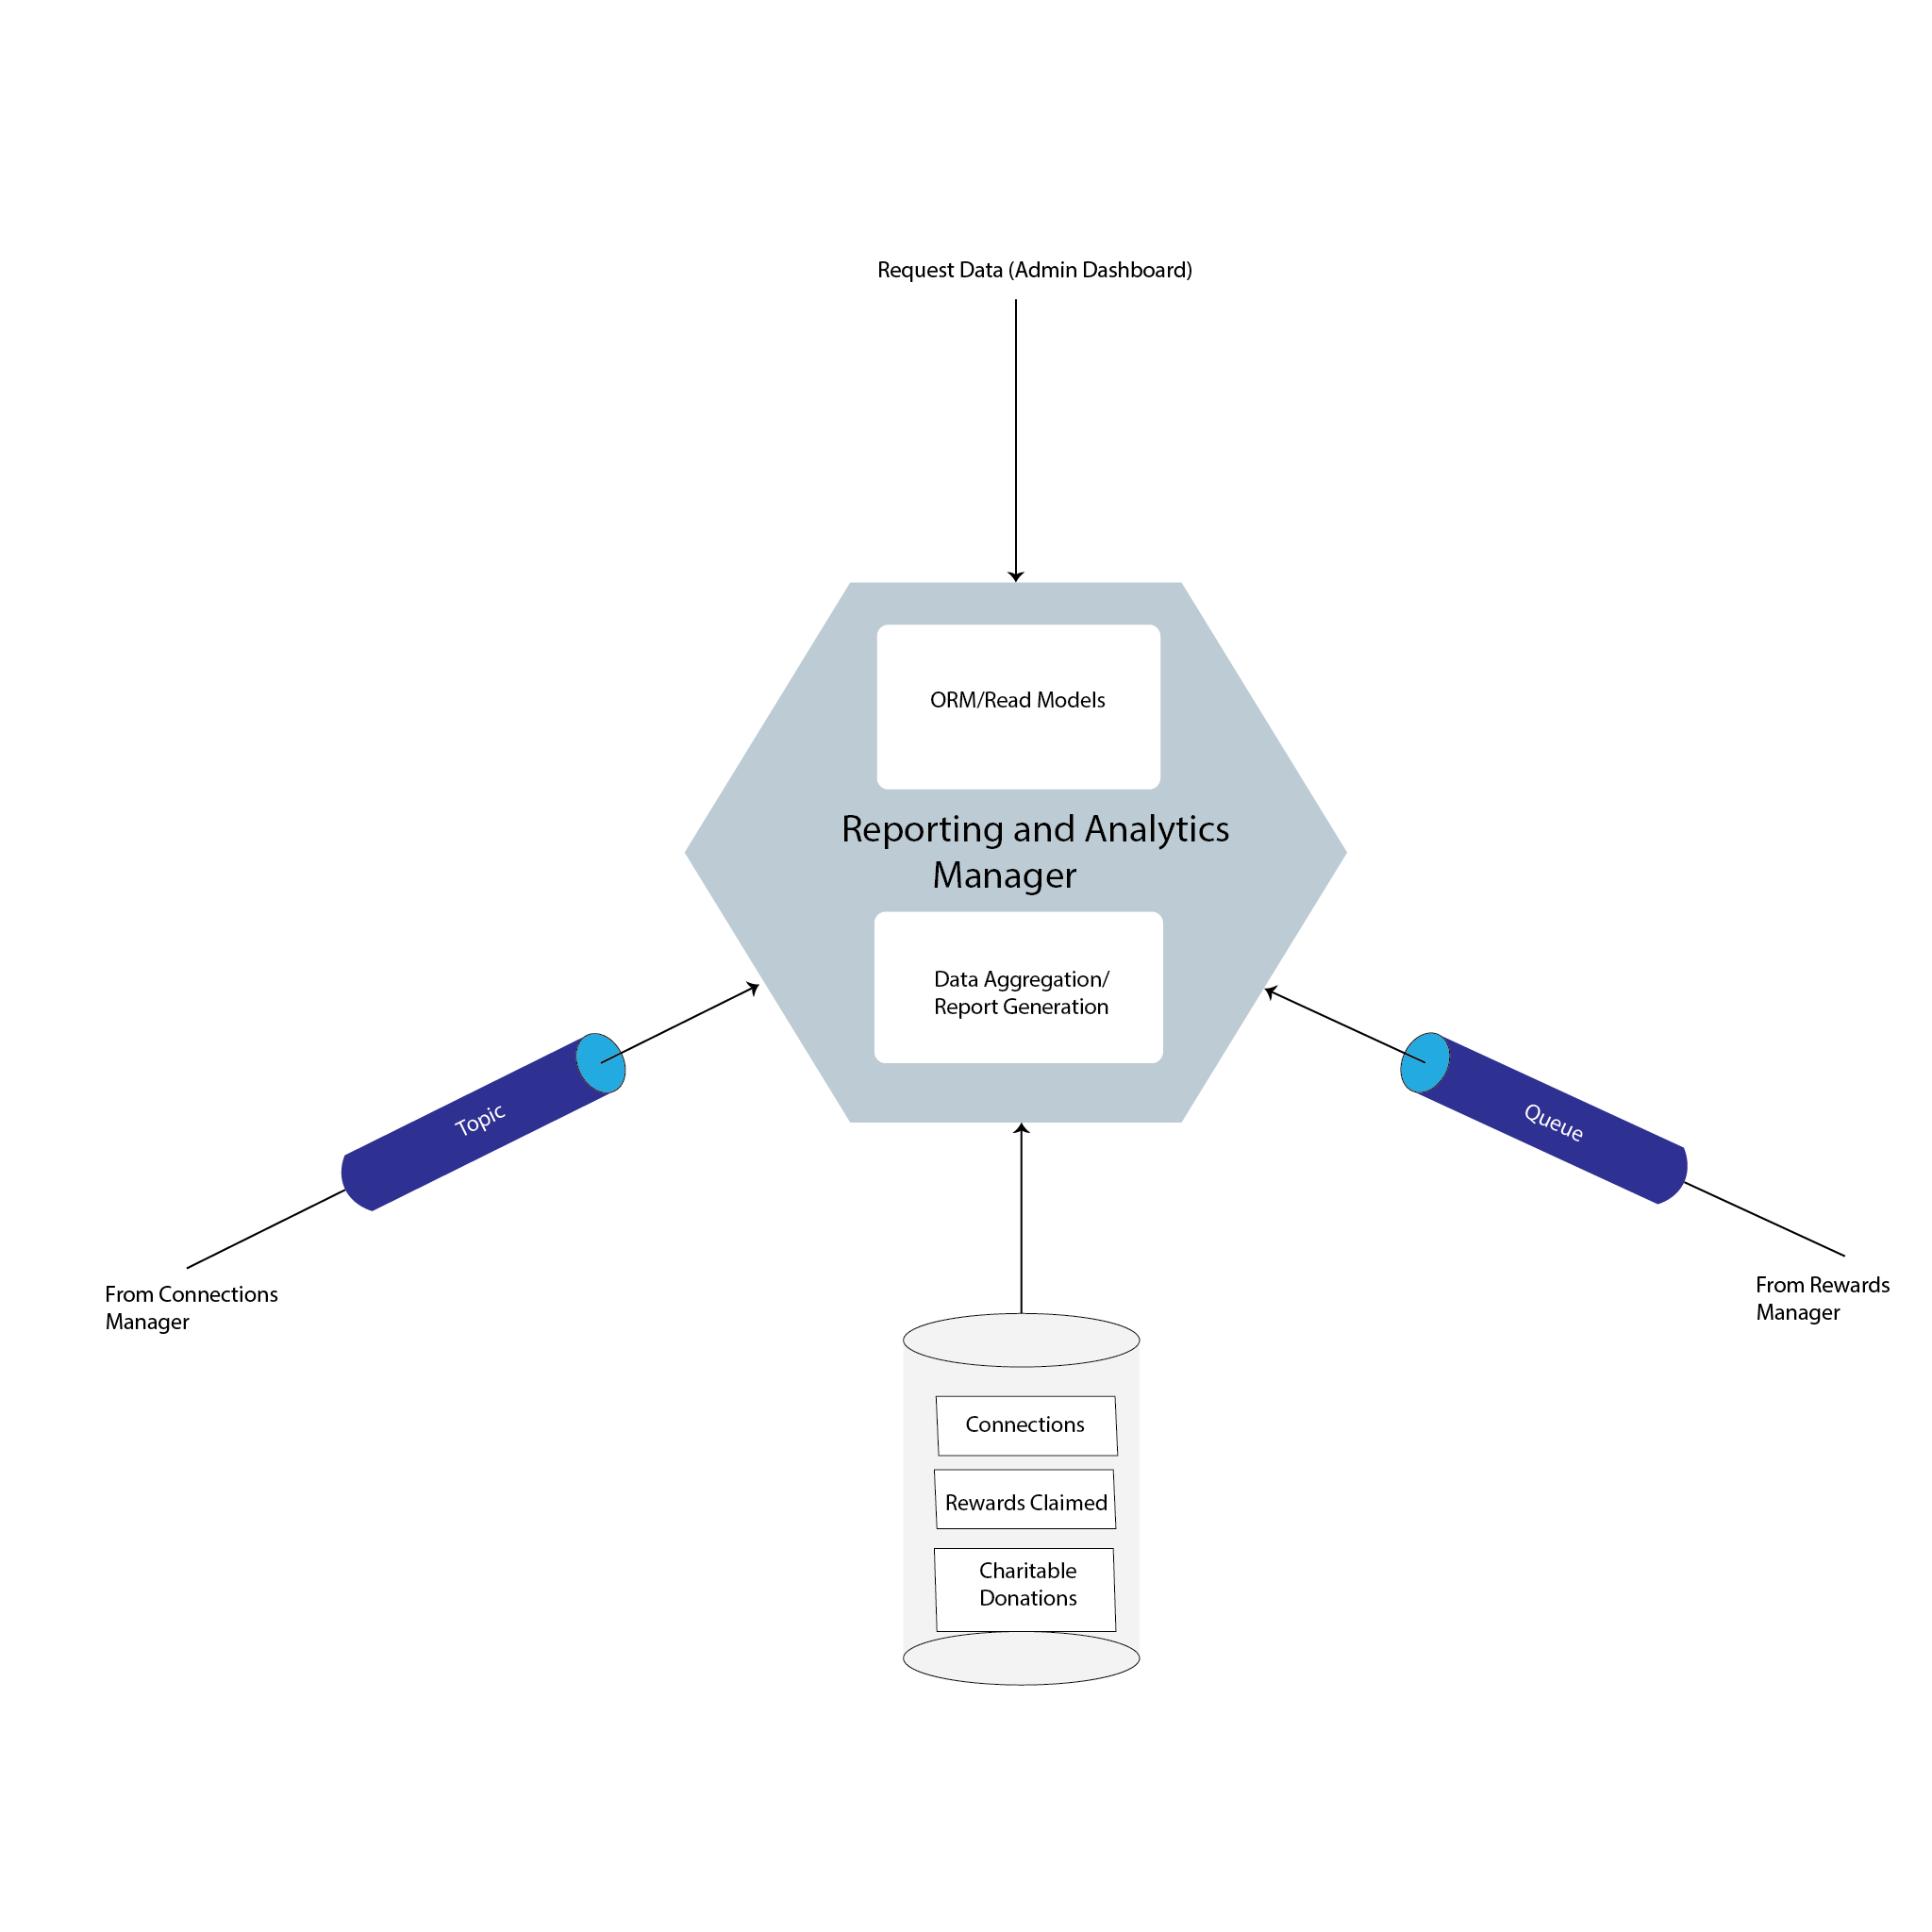 Request Data (Admin Dashboard)
ORM/Read Models
Reporting and Analytics
Manager
Data Aggregation/
Report Generation
Topic
Queue
From Connections
Manager
From Rewards
Manager
Connections
Rewards Claimed
Charitable
Donations